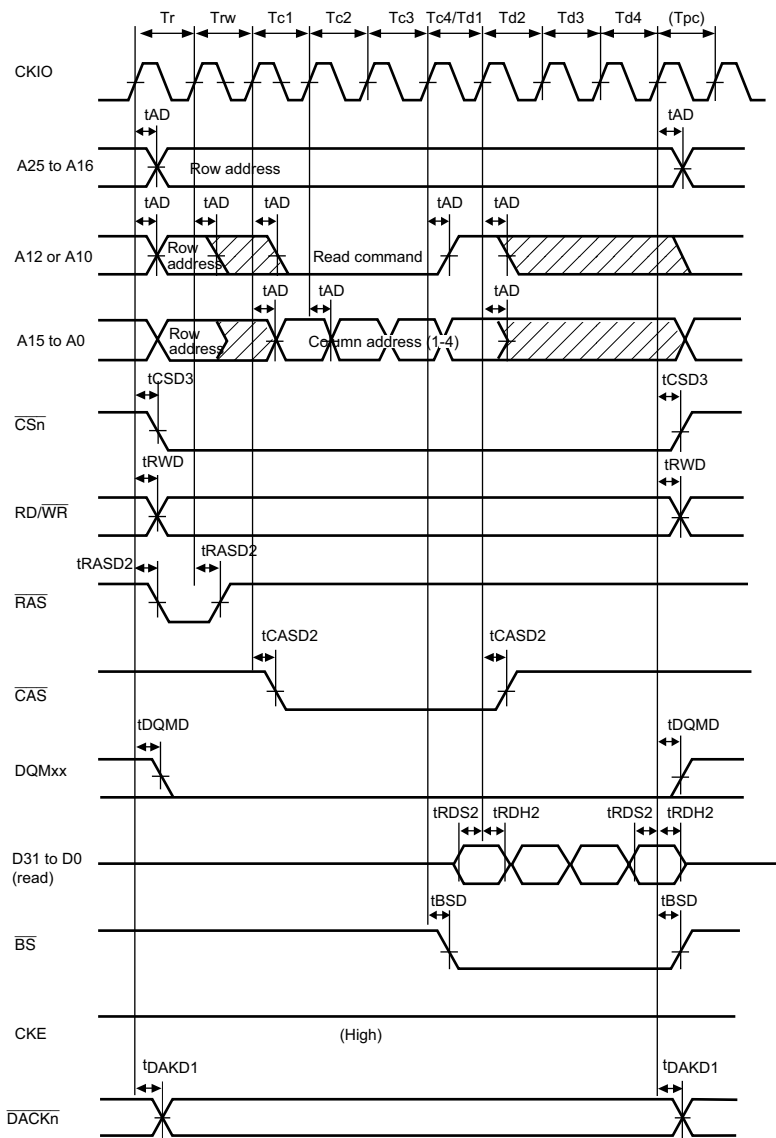 Tr Trw Tc1 Tc2 Tc3 Tc4/Td1 Td2 Td3 Td4 (Tpc)
CKIO
tAD tAD
A25 to A16 Row address
tAD tAD tAD tAD tAD
A12 or A10 Row address Read command
tAD tAD tAD
A15 to A0 Row address Column address (1-4)
tCSD3 tCSD3
CSn
tRWD tRWD
RD/WR
tRASD2 tRASD2
RAS
tCASD2 tCASD2
CAS
tDQMD tDQMD
DQMxx
tRDS2 tRDH2 tRDS2 tRDH2
D31 to D0
(read)
tBSD tBSD
BS
CKE (High)
tDAKD1 tDAKD1
DACKn